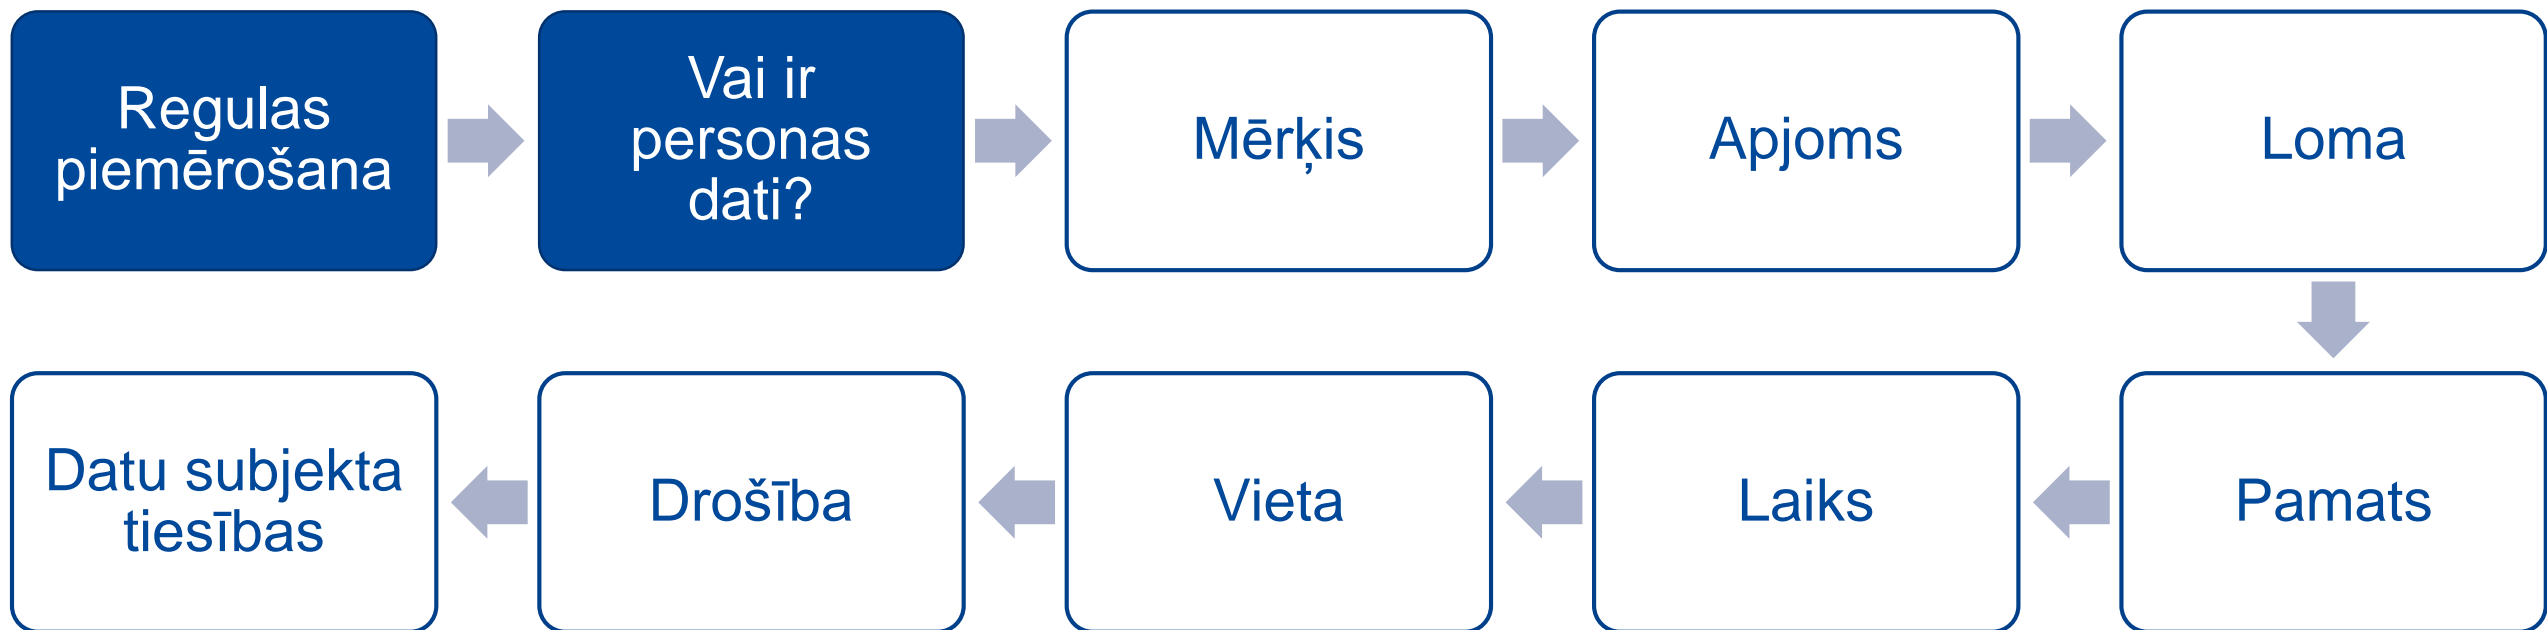 Regulas
piemērošana
Vai ir
personas
dati?
Mērķis
Apjoms
Loma
Pamats
Laiks
Vieta
Drošība
Datu subjekta
tiesības